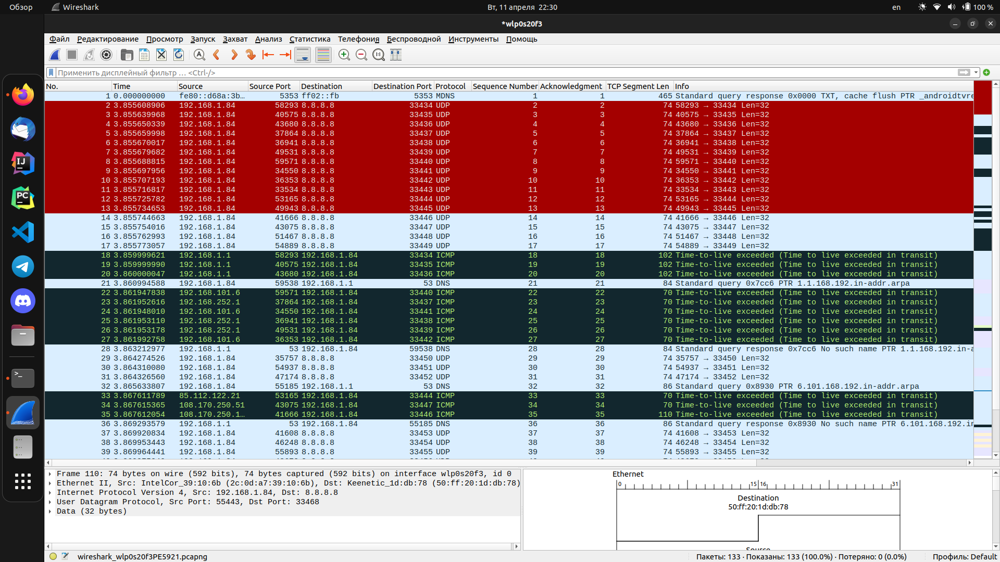 Обзор
Wireshark
Вт, 11 апреля 22:30
en
100 %
*wlp0s20f3
Файл Редактирование Просмотр Запуск Захват Анализ Статистика Телефония Беспроводной Инструменты Помощь
Применить дисплейный фильтр … <Ctrl-/>
No. Time Source Source Port Destination Destination Port Protocol Sequence Number Acknowledgment TCP Segment Len Info
1 0.000000000 fe80::d68a:3b… 5353 ff02::fb 5353 MDNS 1 1 465 Standard query response 0x0000 TXT, cache flush PTR _androidtvre
2 3.855608906 192.168.1.84 58293 8.8.8.8 33434 UDP 2 2 74 58293 → 33434 Len=32
3 3.855639968 192.168.1.84 40575 8.8.8.8 33435 UDP 3 3 74 40575 → 33435 Len=32
4 3.855650339 192.168.1.84 43680 8.8.8.8 33436 UDP 4 4 74 43680 → 33436 Len=32
5 3.855659998 192.168.1.84 37864 8.8.8.8 33437 UDP 5 5 74 37864 → 33437 Len=32
6 3.855670017 192.168.1.84 36941 8.8.8.8 33438 UDP 6 6 74 36941 → 33438 Len=32
7 3.855679682 192.168.1.84 49531 8.8.8.8 33439 UDP 7 7 74 49531 → 33439 Len=32
8 3.855688815 192.168.1.84 59571 8.8.8.8 33440 UDP 8 8 74 59571 → 33440 Len=32
9 3.855697956 192.168.1.84 34550 8.8.8.8 33441 UDP 9 9 74 34550 → 33441 Len=32
10 3.855707193 192.168.1.84 36353 8.8.8.8 33442 UDP 10 10 74 36353 → 33442 Len=32
11 3.855716817 192.168.1.84 33534 8.8.8.8 33443 UDP 11 11 74 33534 → 33443 Len=32
12 3.855725782 192.168.1.84 53165 8.8.8.8 33444 UDP 12 12 74 53165 → 33444 Len=32
13 3.855734653 192.168.1.84 49943 8.8.8.8 33445 UDP 13 13 74 49943 → 33445 Len=32
14 3.855744663 192.168.1.84 41666 8.8.8.8 33446 UDP 14 14 74 41666 → 33446 Len=32
15 3.855754016 192.168.1.84 43075 8.8.8.8 33447 UDP 15 15 74 43075 → 33447 Len=32
16 3.855762993 192.168.1.84 51467 8.8.8.8 33448 UDP 16 16 74 51467 → 33448 Len=32
17 3.855773057 192.168.1.84 54889 8.8.8.8 33449 UDP 17 17 74 54889 → 33449 Len=32
18 3.859999621 192.168.1.1 58293 192.168.1.84 33434 ICMP 18 18 102 Time-to-live exceeded (Time to live exceeded in transit)
19 3.859999990 192.168.1.1 40575 192.168.1.84 33435 ICMP 19 19 102 Time-to-live exceeded (Time to live exceeded in transit)
20 3.860000047 192.168.1.1 43680 192.168.1.84 33436 ICMP 20 20 102 Time-to-live exceeded (Time to live exceeded in transit)
21 3.860994588 192.168.1.84 59538 192.168.1.1 53 DNS 21 21 84 Standard query 0x7cc6 PTR 1.1.168.192.in-addr.arpa
22 3.861947838 192.168.101.6 59571 192.168.1.84 33440 ICMP 22 22 70 Time-to-live exceeded (Time to live exceeded in transit)
23 3.861952616 192.168.252.1 37864 192.168.1.84 33437 ICMP 23 23 70 Time-to-live exceeded (Time to live exceeded in transit)
24 3.861948010 192.168.101.6 34550 192.168.1.84 33441 ICMP 24 24 70 Time-to-live exceeded (Time to live exceeded in transit)
25 3.861953110 192.168.252.1 36941 192.168.1.84 33438 ICMP 25 25 70 Time-to-live exceeded (Time to live exceeded in transit)
26 3.861953178 192.168.252.1 49531 192.168.1.84 33439 ICMP 26 26 70 Time-to-live exceeded (Time to live exceeded in transit)
27 3.861992758 192.168.101.6 36353 192.168.1.84 33442 ICMP 27 27 70 Time-to-live exceeded (Time to live exceeded in transit)
28 3.863212977 192.168.1.1 53 192.168.1.84 59538 DNS 28 28 84 Standard query response 0x7cc6 No such name PTR 1.1.168.192.in-a
29 3.864274526 192.168.1.84 35757 8.8.8.8 33450 UDP 29 29 74 35757 → 33450 Len=32
30 3.864310080 192.168.1.84 54937 8.8.8.8 33451 UDP 30 30 74 54937 → 33451 Len=32
31 3.864326560 192.168.1.84 47174 8.8.8.8 33452 UDP 31 31 74 47174 → 33452 Len=32
32 3.865633807 192.168.1.84 55185 192.168.1.1 53 DNS 32 32 86 Standard query 0x8930 PTR 6.101.168.192.in-addr.arpa
33 3.867611789 85.112.122.21 53165 192.168.1.84 33444 ICMP 33 33 70 Time-to-live exceeded (Time to live exceeded in transit)
34 3.867615365 108.170.250.51 43075 192.168.1.84 33447 ICMP 34 34 70 Time-to-live exceeded (Time to live exceeded in transit)
35 3.867612054 108.170.250.1… 41666 192.168.1.84 33446 ICMP 35 35 110 Time-to-live exceeded (Time to live exceeded in transit)
36 3.869293579 192.168.1.1 53 192.168.1.84 55185 DNS 36 36 86 Standard query response 0x8930 No such name PTR 6.101.168.192.in
37 3.869920834 192.168.1.84 41608 8.8.8.8 33453 UDP 37 37 74 41608 → 33453 Len=32
38 3.869953443 192.168.1.84 46248 8.8.8.8 33454 UDP 38 38 74 46248 → 33454 Len=32
39 3.869964441 192.168.1.84 55893 8.8.8.8 33455 UDP 39 39 74 55893 → 33455 Len=32
Frame 110: 74 bytes on wire (592 bits), 74 bytes captured (592 bits) on interface wlp0s20f3, id 0
Ethernet II, Src: IntelCor_39:10:6b (2c:0d:a7:39:10:6b), Dst: Keenetic_1d:db:78 (50:ff:20:1d:db:78)
Internet Protocol Version 4, Src: 192.168.1.84, Dst: 8.8.8.8
User Datagram Protocol, Src Port: 55443, Dst Port: 33468
Data (32 bytes)
Ethernet
0 15 16 31
Destination
50:ff:20:1d:db:78
Source
wireshark_wlp0s20f3PE5921.pcapng
Пакеты: 133 · Показаны: 133 (100.0%) · Потеряно: 0 (0.0%)
Профиль: Default